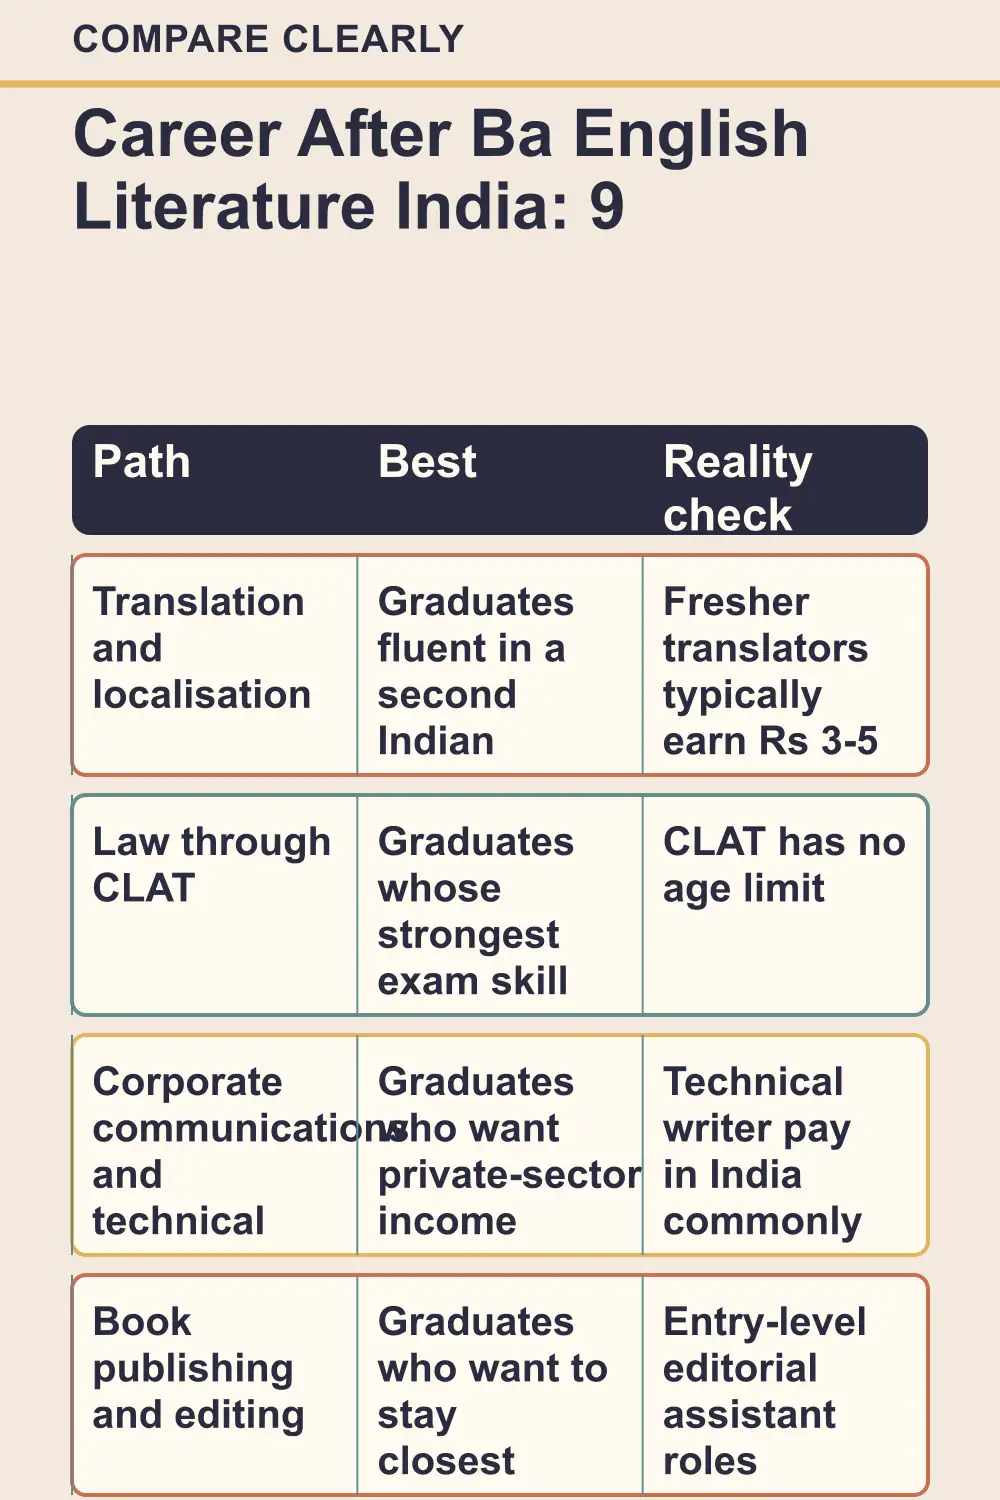 COMPARE CLEARLY
Career After Ba English
Literature India: 9
Path
Best
Reality
check
Translation
and
localisation
Graduates
fluent in a
second
Indian
Fresher
translators
typically
earn Rs 3-5
Law through
CLAT
Graduates
whose
strongest
exam skill
CLAT has no
age limit
Corporate
communications
and
technical
Graduates
who want
private-sector
income
Technical
writer pay
in India
commonly
Book
publishing
and editing
Graduates
who want to
stay
closest
Entry-level
editorial
assistant
roles